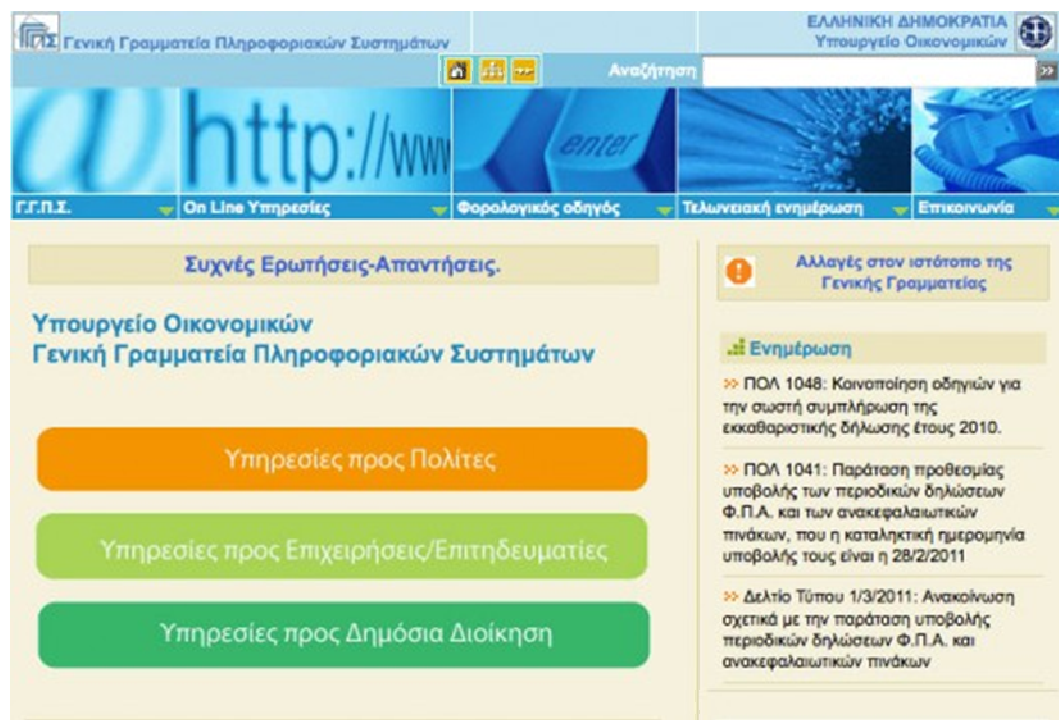 Γ.Γ.Π.Σ Γενική Γραμματεία Πληροφοριακών Συστημάτων
ΕΛΛΗΝΙΚΗ ΔΗΜΟΚΡΑΤΙΑ
Υπουργείο Οικονομικών
Αναζήτηση
@ http://www enter
Γ.Γ.Π.Σ. On Line Υπηρεσίες Φορολογικός οδηγός Τελωνειακή ενημέρωση Επικοινωνία
Συχνές Ερωτήσεις-Απαντήσεις.
Υπουργείο Οικονομικών
Γενική Γραμματεία Πληροφοριακών Συστημάτων
Υπηρεσίες προς Πολίτες
Υπηρεσίες προς Επιχειρήσεις/Επιτηδευματίες
Υπηρεσίες προς Δημόσια Διοίκηση
Αλλαγές στον ιστότοπο της
Γενικής Γραμματείας
Ενημέρωση
>> ΠΟΛ 1048: Κοινοποίηση οδηγιών για
την σωστή συμπλήρωση της
εκκαθαριστικής δήλωσης έτους 2010.
>> ΠΟΛ 1041: Παράταση προθεσμίας
υποβολής των περιοδικών δηλώσεων
Φ.Π.Α. και των ανακεφαλαιωτικών
πινάκων, που η καταληκτική ημερομηνία
υποβολής τους είναι η 28/2/2011
>> Δελτίο Τύπου 1/3/2011: Ανακοίνωση
σχετικά με την παράταση υποβολής
περιοδικών δηλώσεων Φ.Π.Α. και
ανακεφαλαιωτικών πινάκων